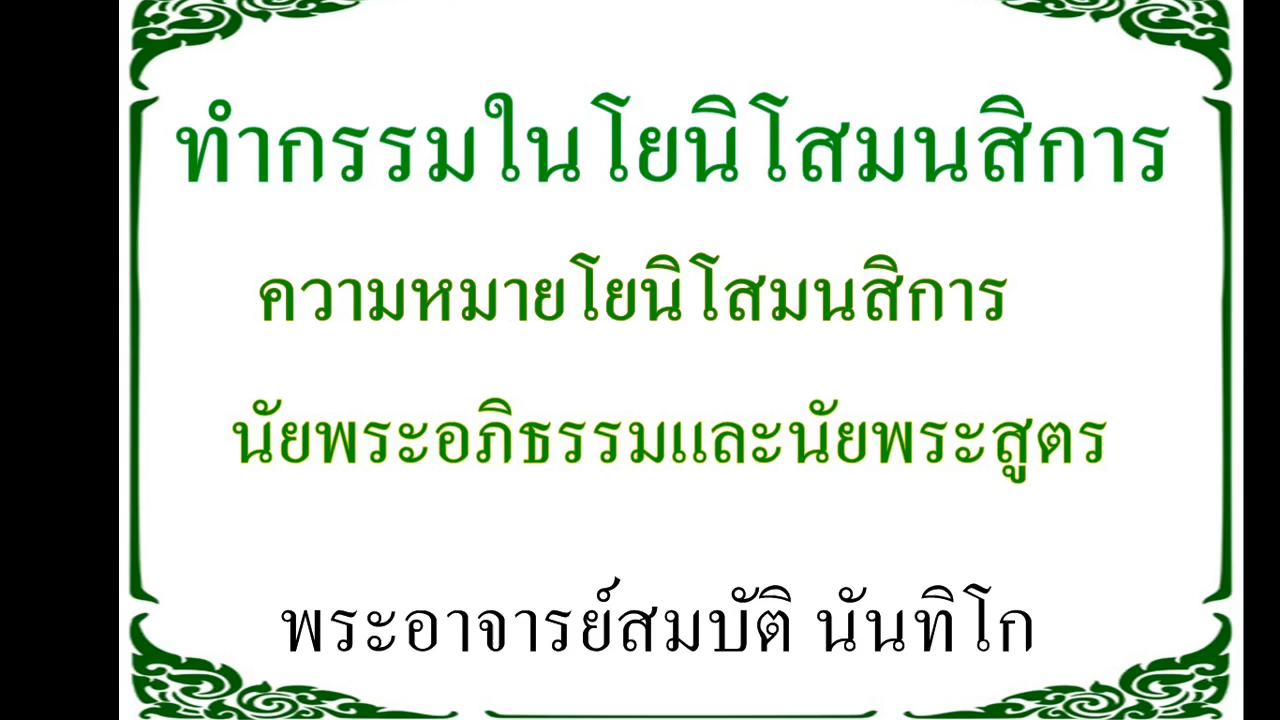 ทำกรรมในโยนิโสมนสิการ
ความหมายโยนิโสมนสิการ
นัยพระอภิธรรมและนัยพระสูตร
พระอาจารย์สมบัติ นันทิโก